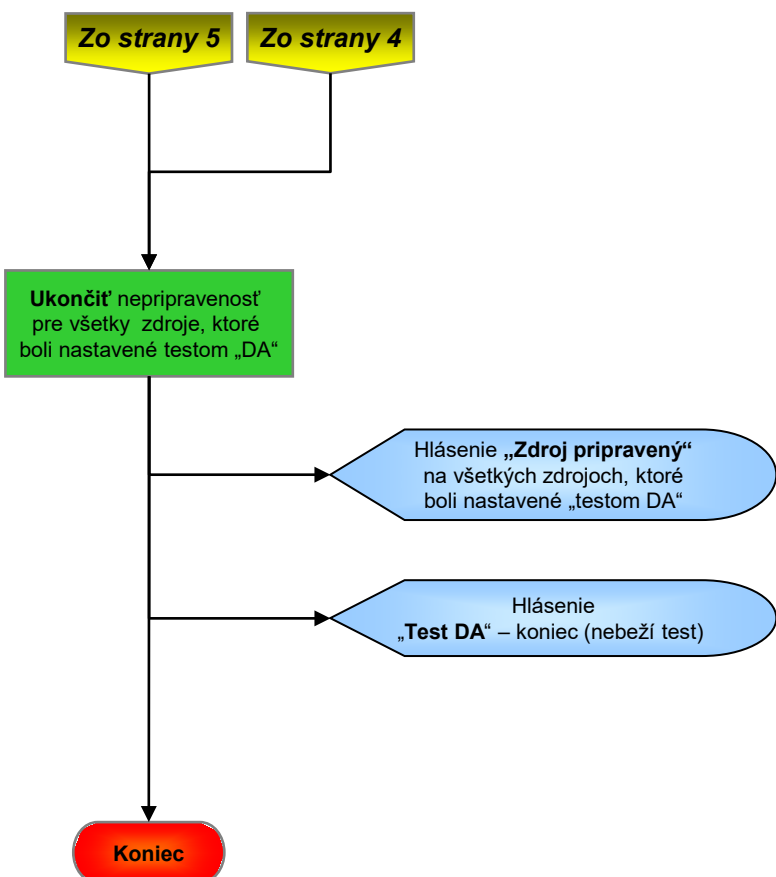 Zo strany 5
Zo strany 4
Ukončiť nepripravenosť
pre všetky zdroje, ktoré
boli nastavené testom „DA“
Hlásenie „Zdroj pripravený“
na všetkých zdrojoch, ktoré
boli nastavené „testom DA“
Hlásenie
„Test DA“ – koniec (nebeží test)
Koniec